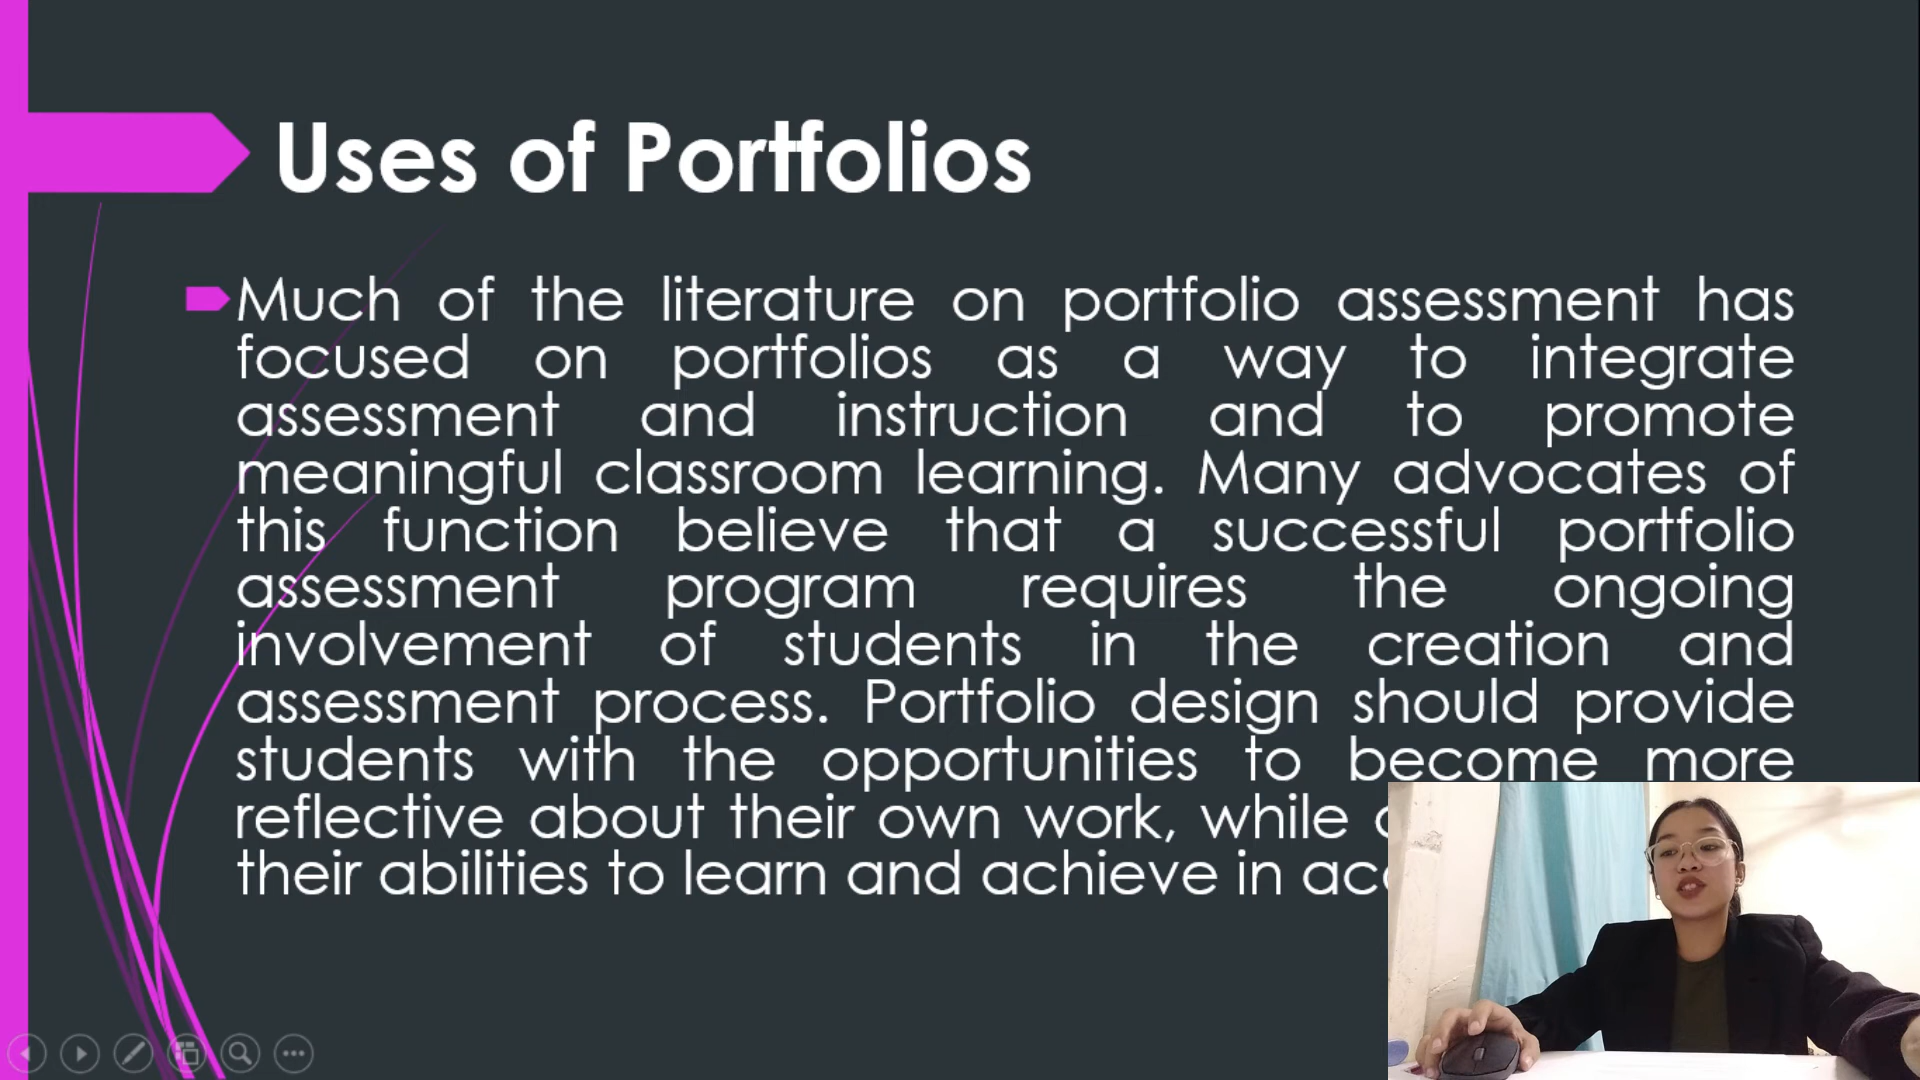 Uses of Portfolios
Much of the literature on portfolio assessment has
focused on portfolios as a way to integrate
assessment and instruction and to promote
meaningful classroom learning. Many advocates of
this function believe that a successful portfolio
assessment program requires the ongoing
involvement of students in the creation and
assessment process. Portfolio design should provide
students with the opportunities to become more
reflective about their own work, while
their abilities to learn and achieve in